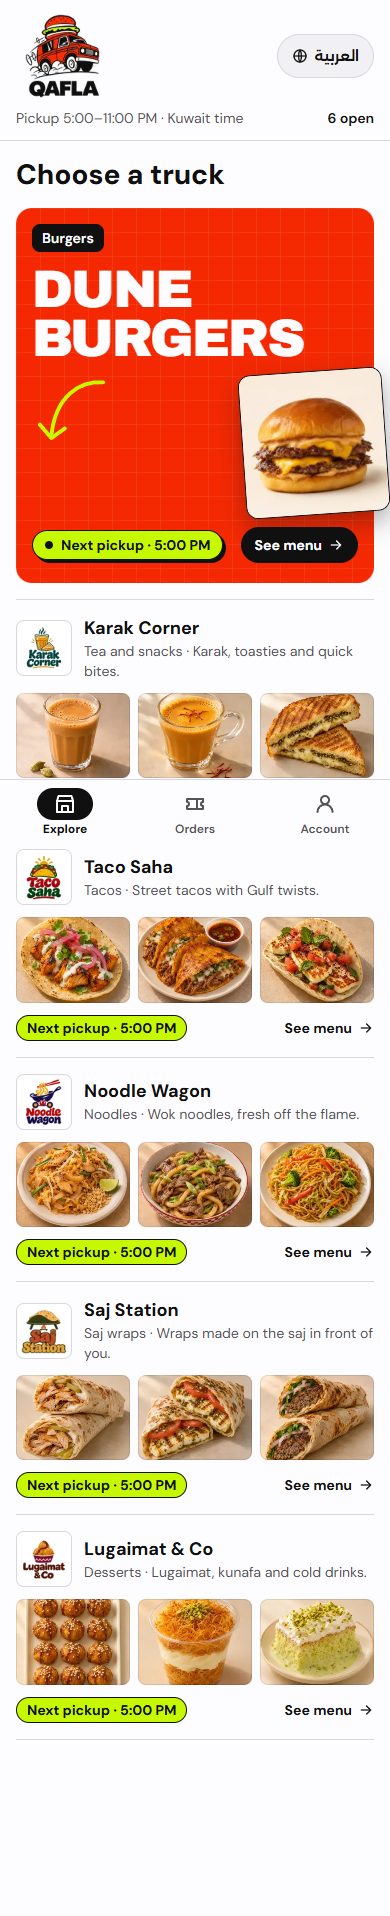 QAFLA
العربية
Pickup 5:00–11:00 PM · Kuwait time
6 open
Choose a truck
Burgers
DUNE
BURGERS
Next pickup · 5:00 PM
See menu →
Karak Corner
Karak
Corner
Tea and snacks · Karak, toasties and quick
bites.
Explore
Orders
Account
Taco
Saha
Taco Saha
Tacos · Street tacos with Gulf twists.
Next pickup · 5:00 PM
See menu →
Noodle
Wagon
Noodle Wagon
Noodles · Wok noodles, fresh off the flame.
Next pickup · 5:00 PM
See menu →
Saj
Station
Saj Station
Saj wraps · Wraps made on the saj in front of
you.
Next pickup · 5:00 PM
See menu →
Lugaimat
&Co
Lugaimat & Co
Desserts · Lugaimat, kunafa and cold drinks.
Next pickup · 5:00 PM
See menu →